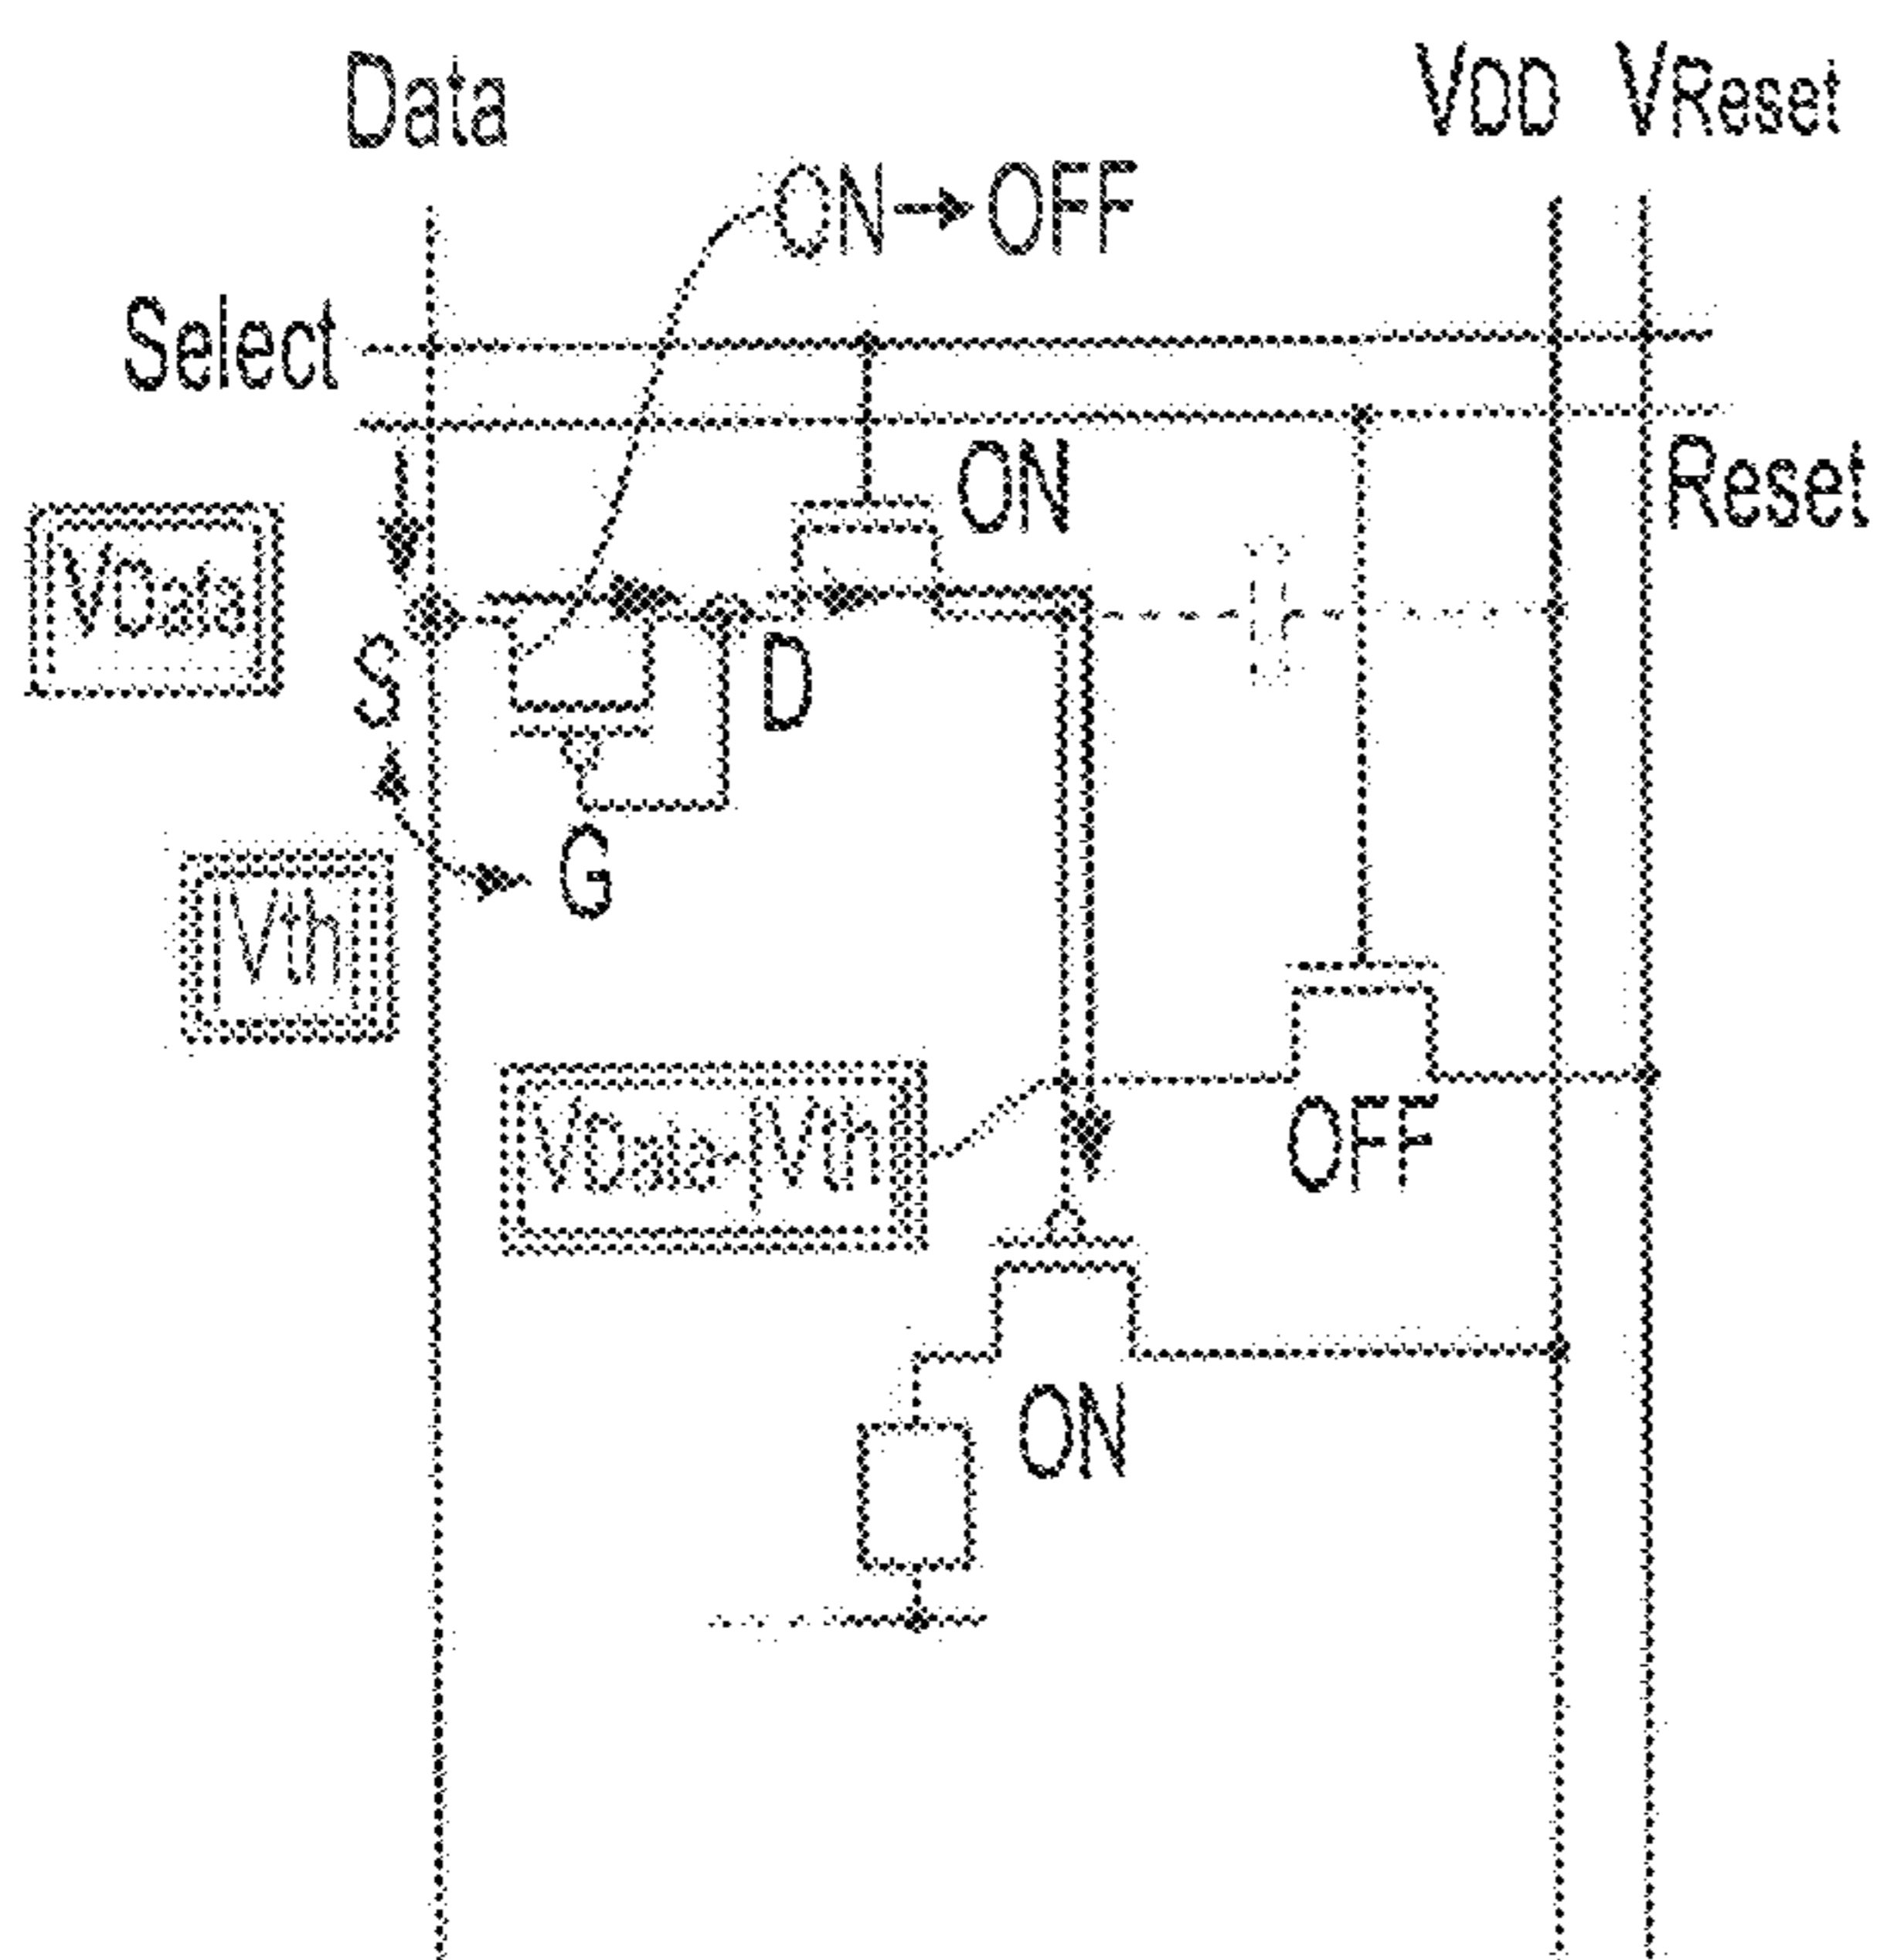 Data
VDD VReset
ON→OFF
Select
ON
Reset
VData
S
D
G
|Vth|
VData-|Vth|
OFF
ON